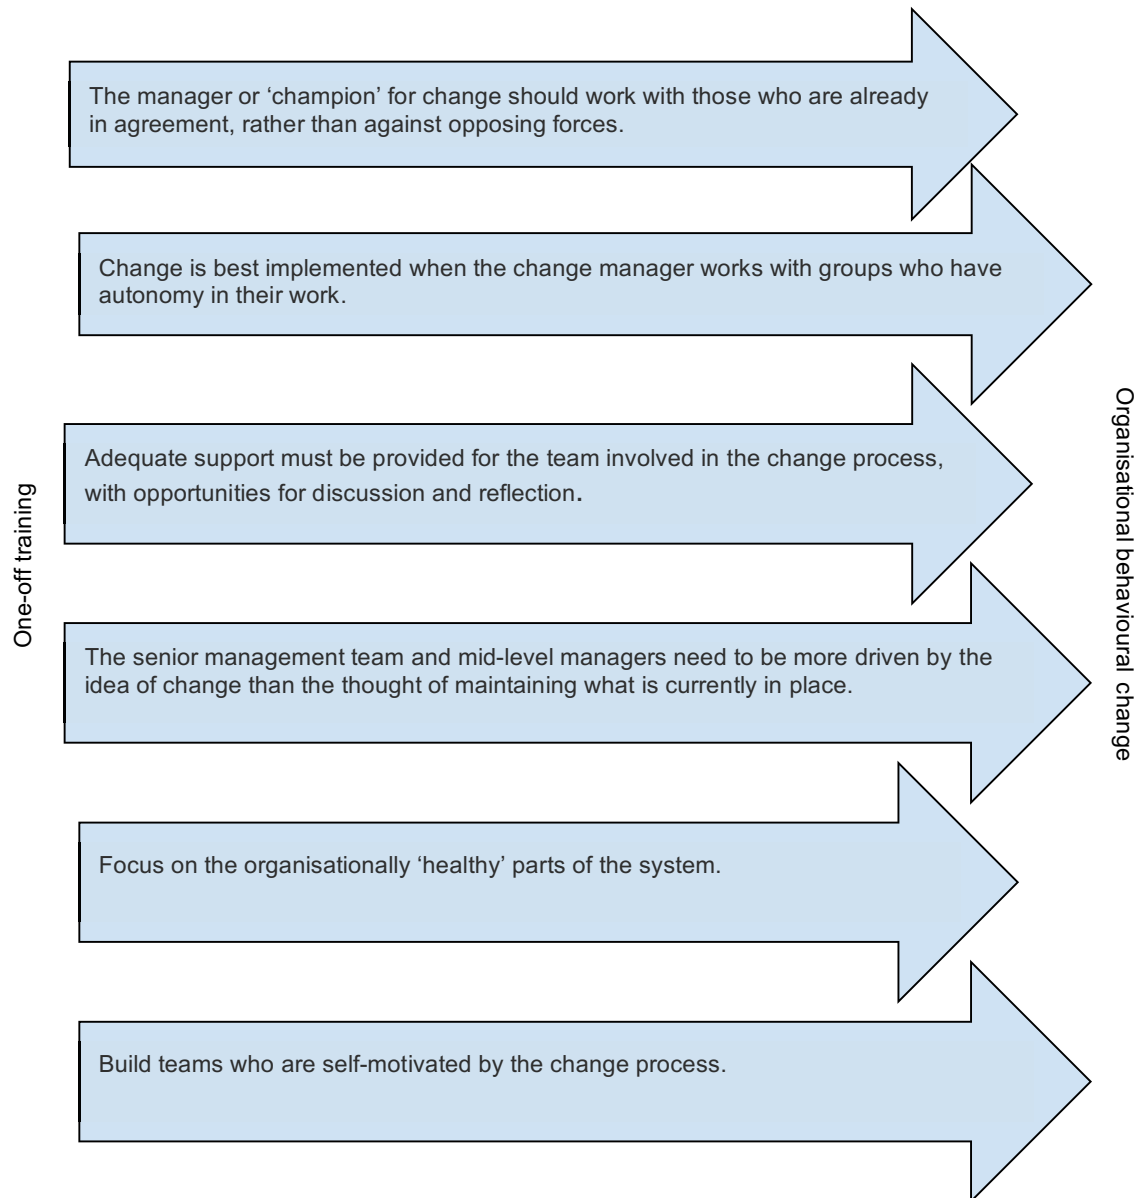 The manager or ‘champion’ for change should work with those who are already
in agreement, rather than against opposing forces.
Change is best implemented when the change manager works with groups who have
autonomy in their work.
Adequate support must be provided for the team involved in the change process,
with opportunities for discussion and reflection.
One-off training
Organisational behavioural change
The senior management team and mid-level managers need to be more driven by the
idea of change than the thought of maintaining what is currently in place.
Focus on the organisationally ‘healthy’ parts of the system.
Build teams who are self-motivated by the change process.